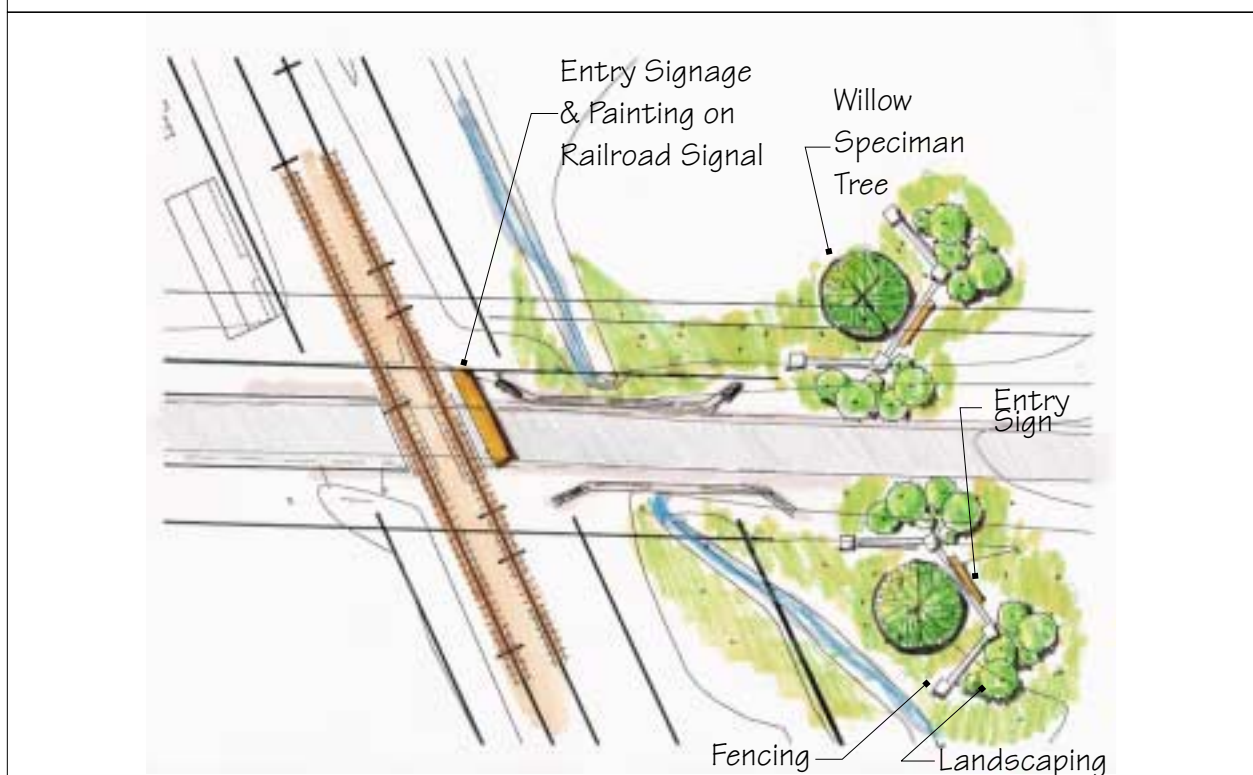 Entry Signage
& Painting on
Railroad Signal
Willow
Speciman
Tree
Entry
Sign
Fencing
Landscaping